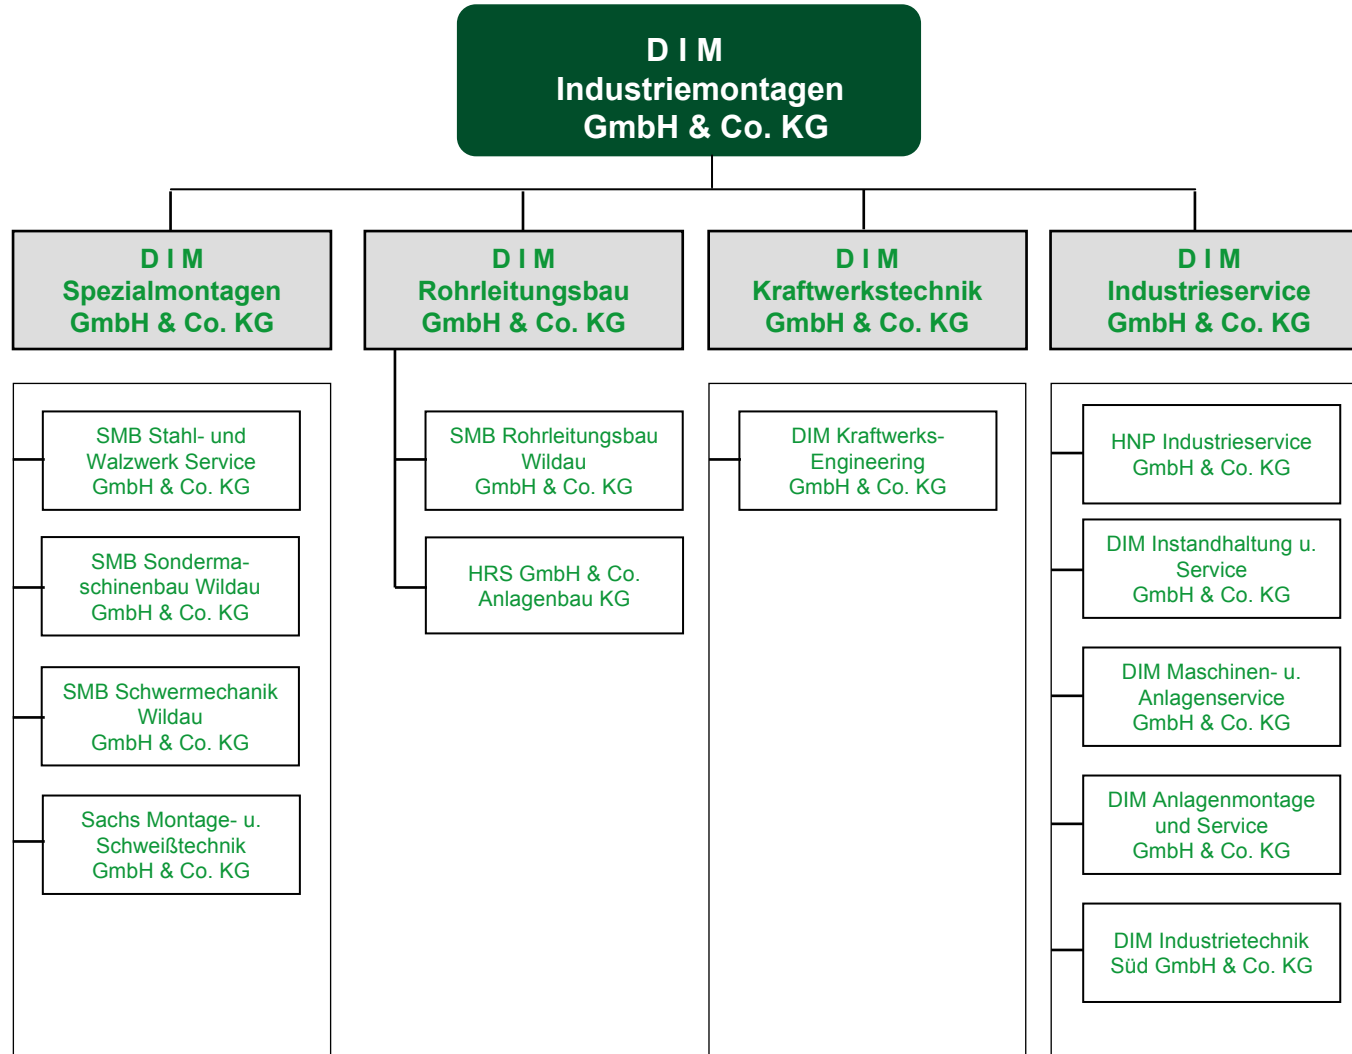 D I M
Industriemontagen
GmbH & Co. KG
D I M
Spezialmontagen
GmbH & Co. KG
D I M
Rohrleitungsbau
GmbH & Co. KG
D I M
Kraftwerkstechnik
GmbH & Co. KG
D I M
Industrieservice
GmbH & Co. KG
SMB Stahl- und
Walzwerk Service
GmbH & Co. KG
SMB Sonderma-
schinenbau Wildau
GmbH & Co. KG
SMB Schwermechanik
Wildau
GmbH & Co. KG
Sachs Montage- u.
Schweißtechnik
GmbH & Co. KG
SMB Rohrleitungsbau
Wildau
GmbH & Co. KG
HRS GmbH & Co.
Anlagenbau KG
DIM Kraftwerks-
Engineering
GmbH & Co. KG
HNP Industrieservice
GmbH & Co. KG
DIM Instandhaltung u.
Service
GmbH & Co. KG
DIM Maschinen- u.
Anlagenservice
GmbH & Co. KG
DIM Anlagenmontage
und Service
GmbH & Co. KG
DIM Industrietechnik
Süd GmbH & Co. KG